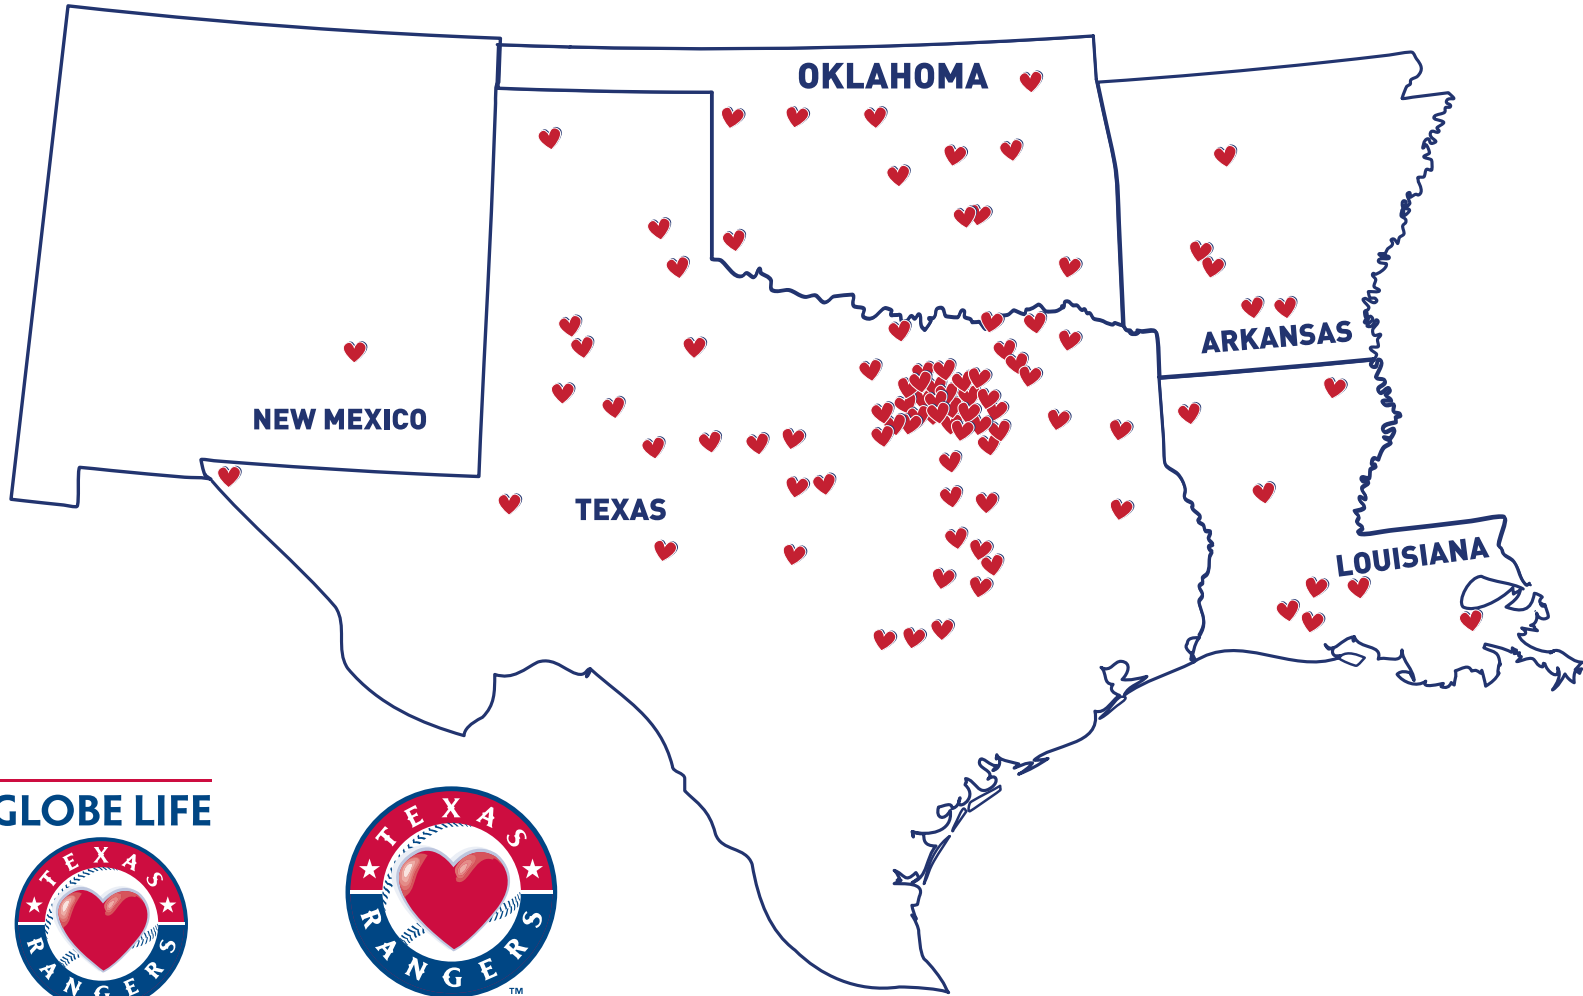 OKLAHOMA
ARKANSAS
NEW MEXICO
TEXAS
LOUISIANA
GLOBE LIFE
TEXAS
RANGERS
TEXAS
RANGERS
™